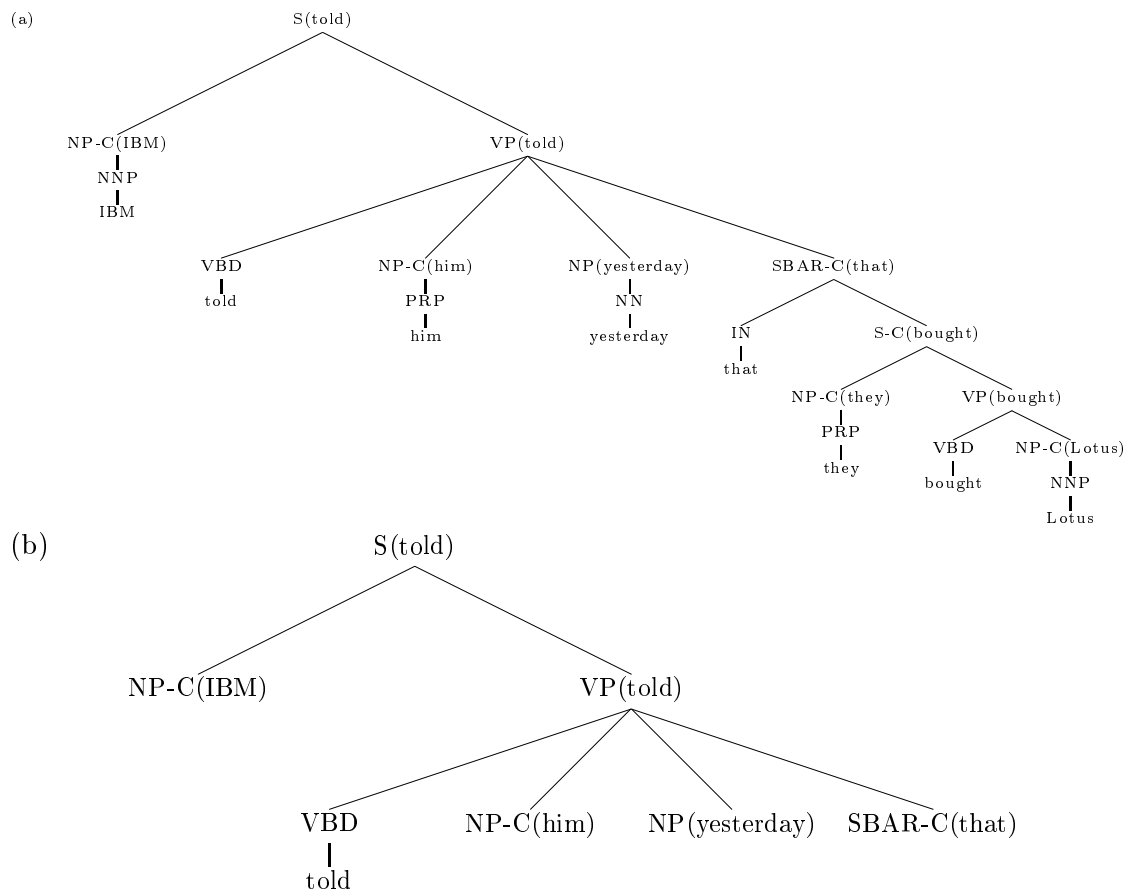 (a) S(told)
NP-C(IBM) VP(told)
NNP
IBM
VBD NP-C(him) NP(yesterday) SBAR-C(that)
told PRP NN
him yesterday IN S-C(bought)
that
NP-C(they) VP(bought)
PRP
VBD NP-C(Lotus)
they
bought NNP
Lotus
(b) S(told)
NP-C(IBM) VP(told)
VBD NP-C(him) NP(yesterday) SBAR-C(that)
told